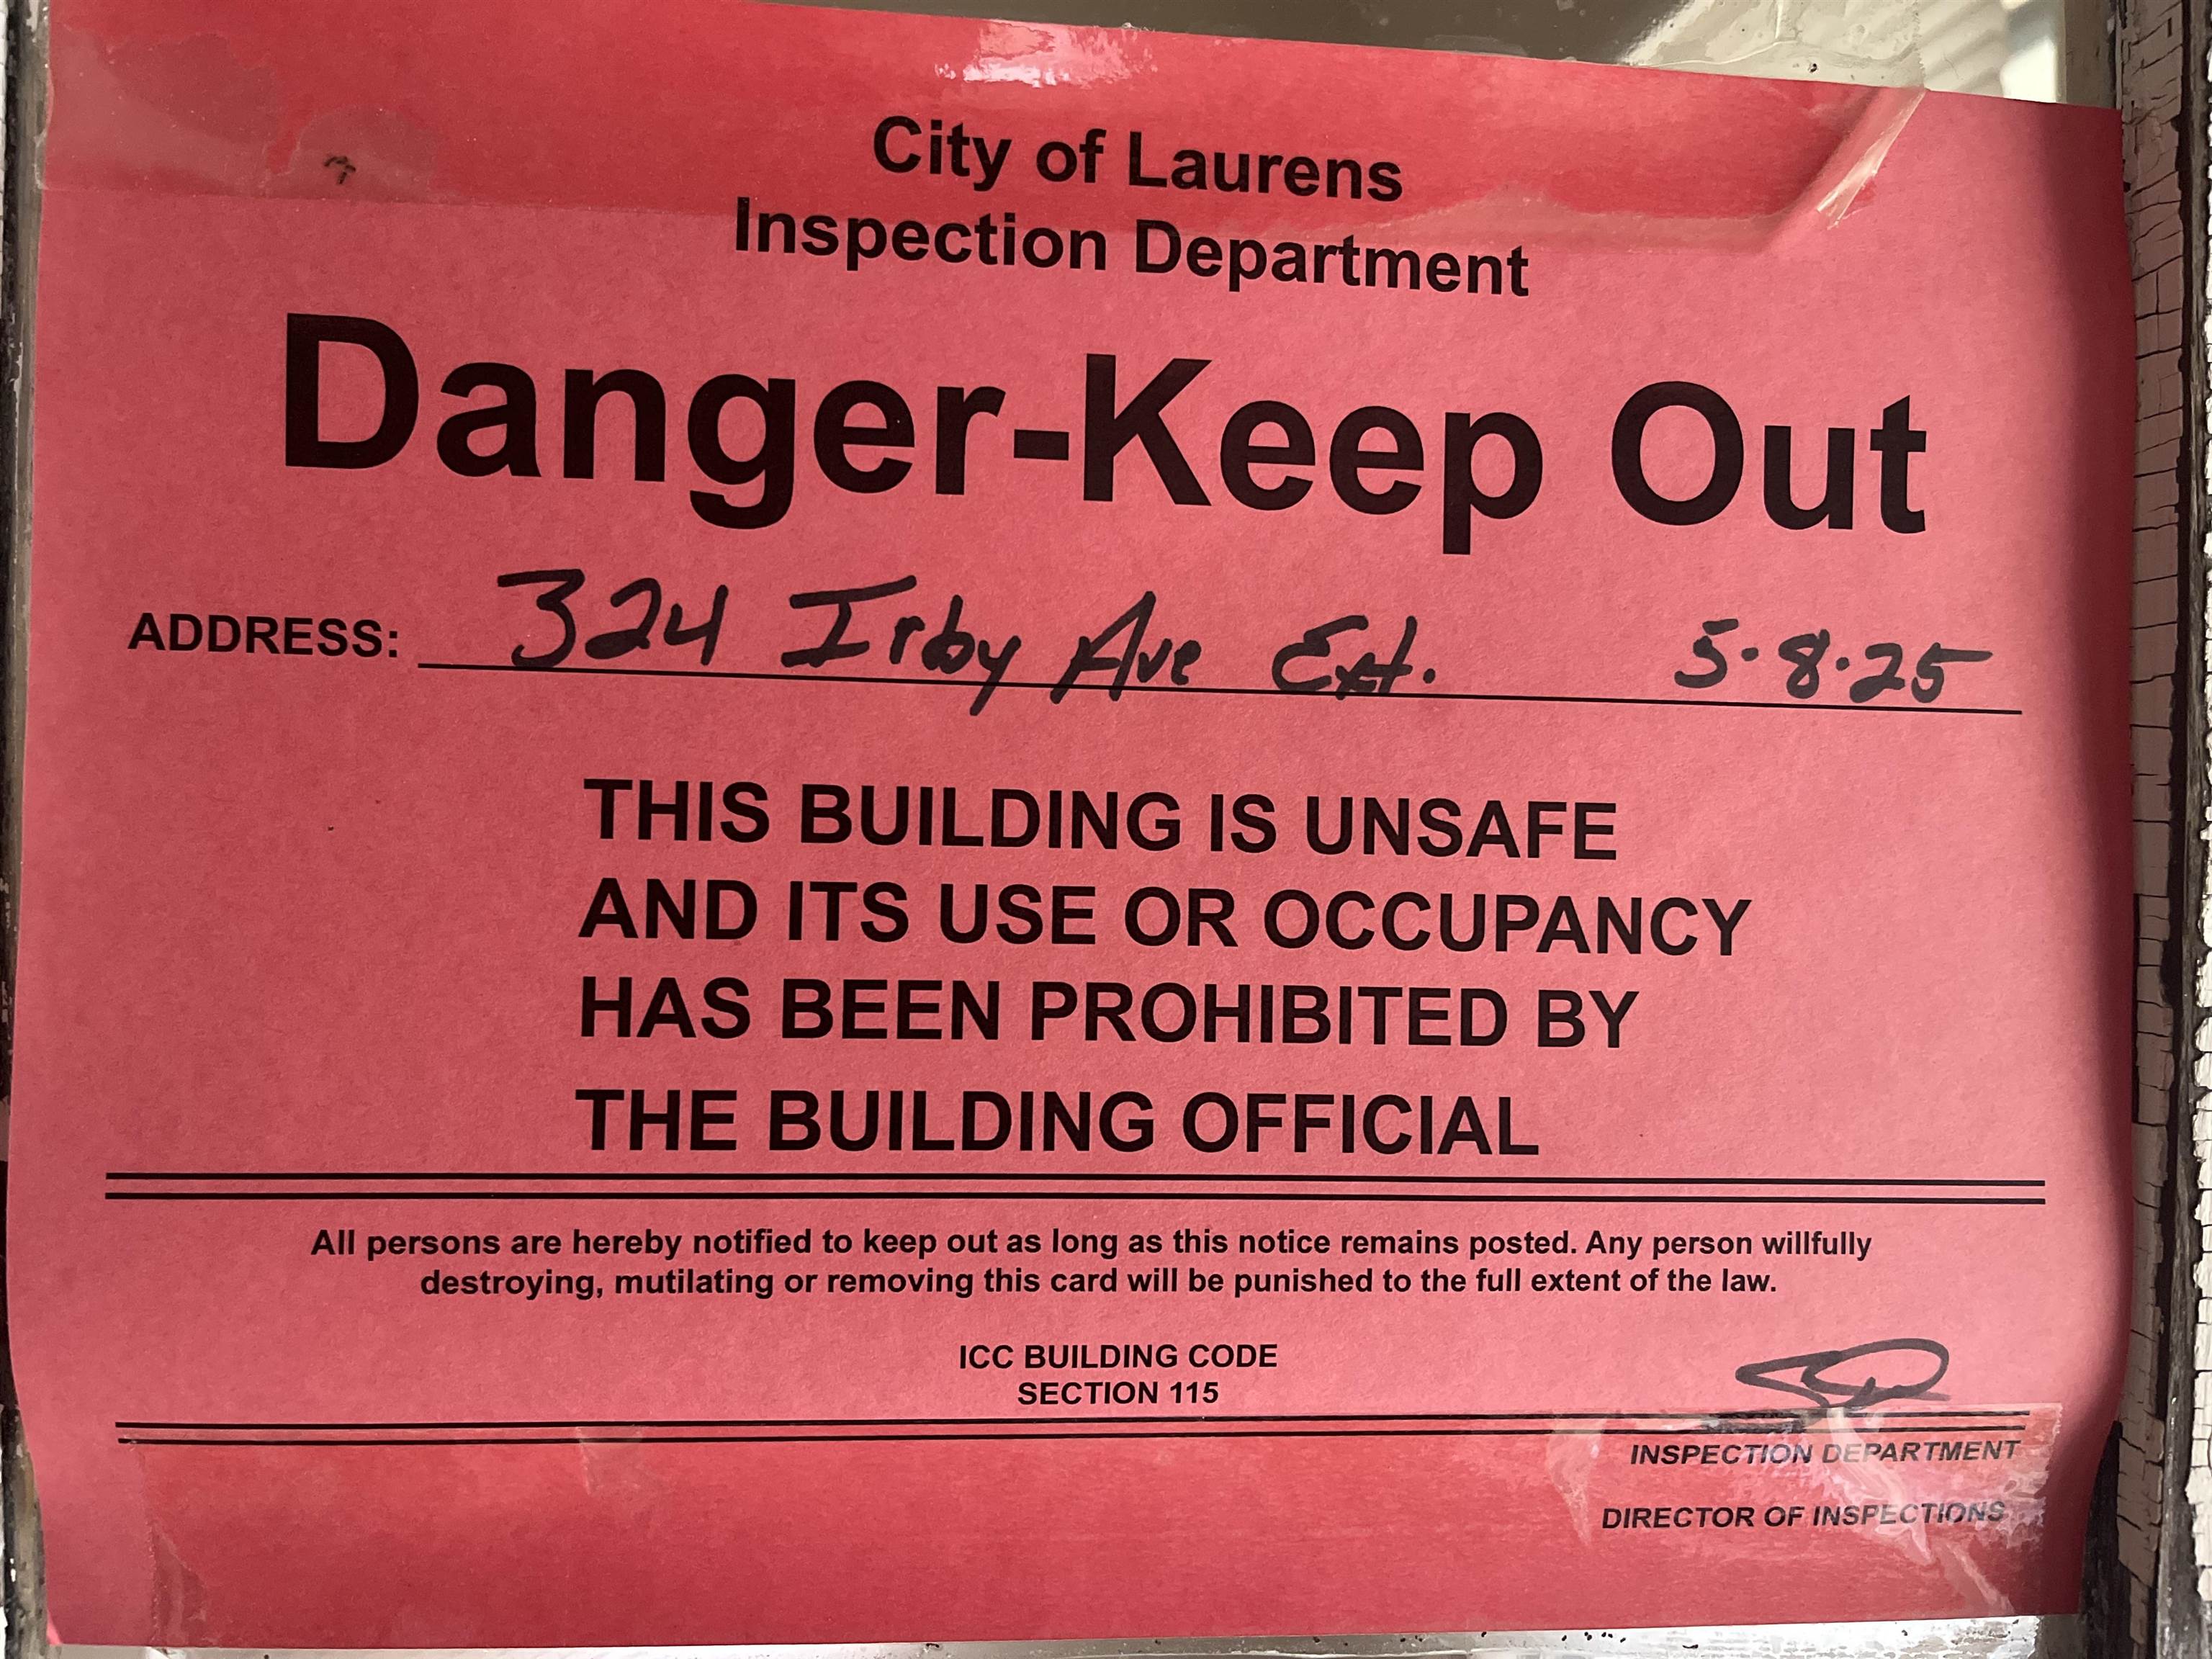 City of Laurens
Inspection Department
Danger-Keep Out
ADDRESS: 324 Irby Ave Ext. 5·8·25
THIS BUILDING IS UNSAFE
AND ITS USE OR OCCUPANCY
HAS BEEN PROHIBITED BY
THE BUILDING OFFICIAL
All persons are hereby notified to keep out as long as this notice remains posted. Any person willfully
destroying, mutilating or removing this card will be punished to the full extent of the law.
ICC BUILDING CODE
SECTION 115
INSPECTION DEPARTMENT
DIRECTOR OF INSPECTIONS